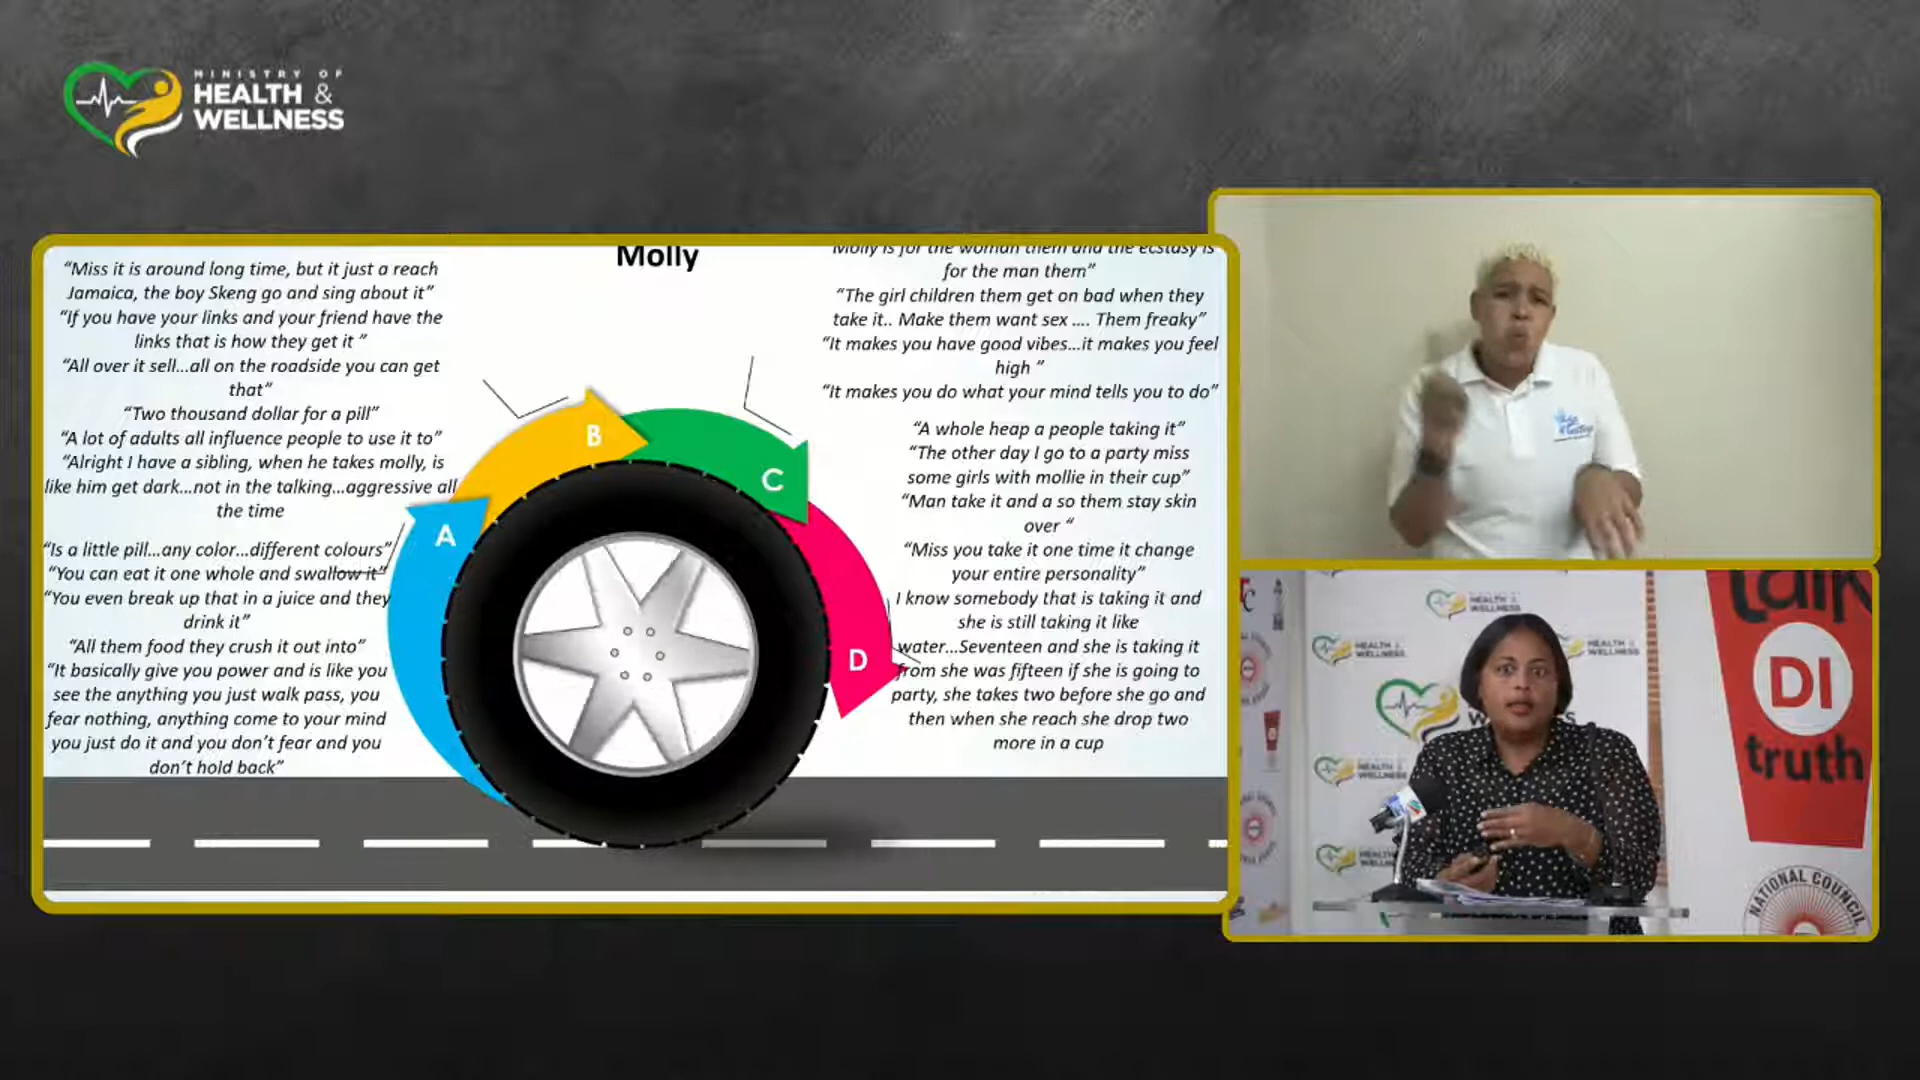 MINISTRY OF
HEALTH &
WELLNESS
Molly
“Miss it is around long time, but it just a reach
Jamaica, the boy Skeng go and sing about it”
“If you have your links and your friend have the
links that is how they get it ”
“All over it sell...all on the roadside you can get
that”
“Two thousand dollar for a pill”
“A lot of adults all influence people to use it to”
“Alright I have a sibling, when he takes molly, is
like him get dark...not in the talking...aggressive all
the time
“Is a little pill...any color...different colours”
“You can eat it one whole and swallow it”
“You even break up that in a juice and they
drink it”
“All them food they crush it out into”
“It basically give you power and is like you
see the anything you just walk pass, you
fear nothing, anything come to your mind
you just do it and you don’t fear and you
don’t hold back”
A
B
C
D
Molly is for the woman them and the ecstasy is
for the man them”
“The girl children them get on bad when they
take it.. Make them want sex .... Them freaky”
“It makes you have good vibes...it makes you feel
high ”
“It makes you do what your mind tells you to do”
“A whole heap a people taking it”
“The other day I go to a party miss
some girls with mollie in their cup”
“Man take it and a so them stay skin
over “
“Miss you take it one time it change
your entire personality”
I know somebody that is taking it and
she is still taking it like
water...Seventeen and she is taking it
from she was fifteen if she is going to
party, she takes two before she go and
then when she reach she drop two
more in a cup
HEALTH &
WELLNESS
HEALTH &
WELLNESS
HEALTH &
WELLNESS
talk
DI
truth
NATIONAL COUNCIL